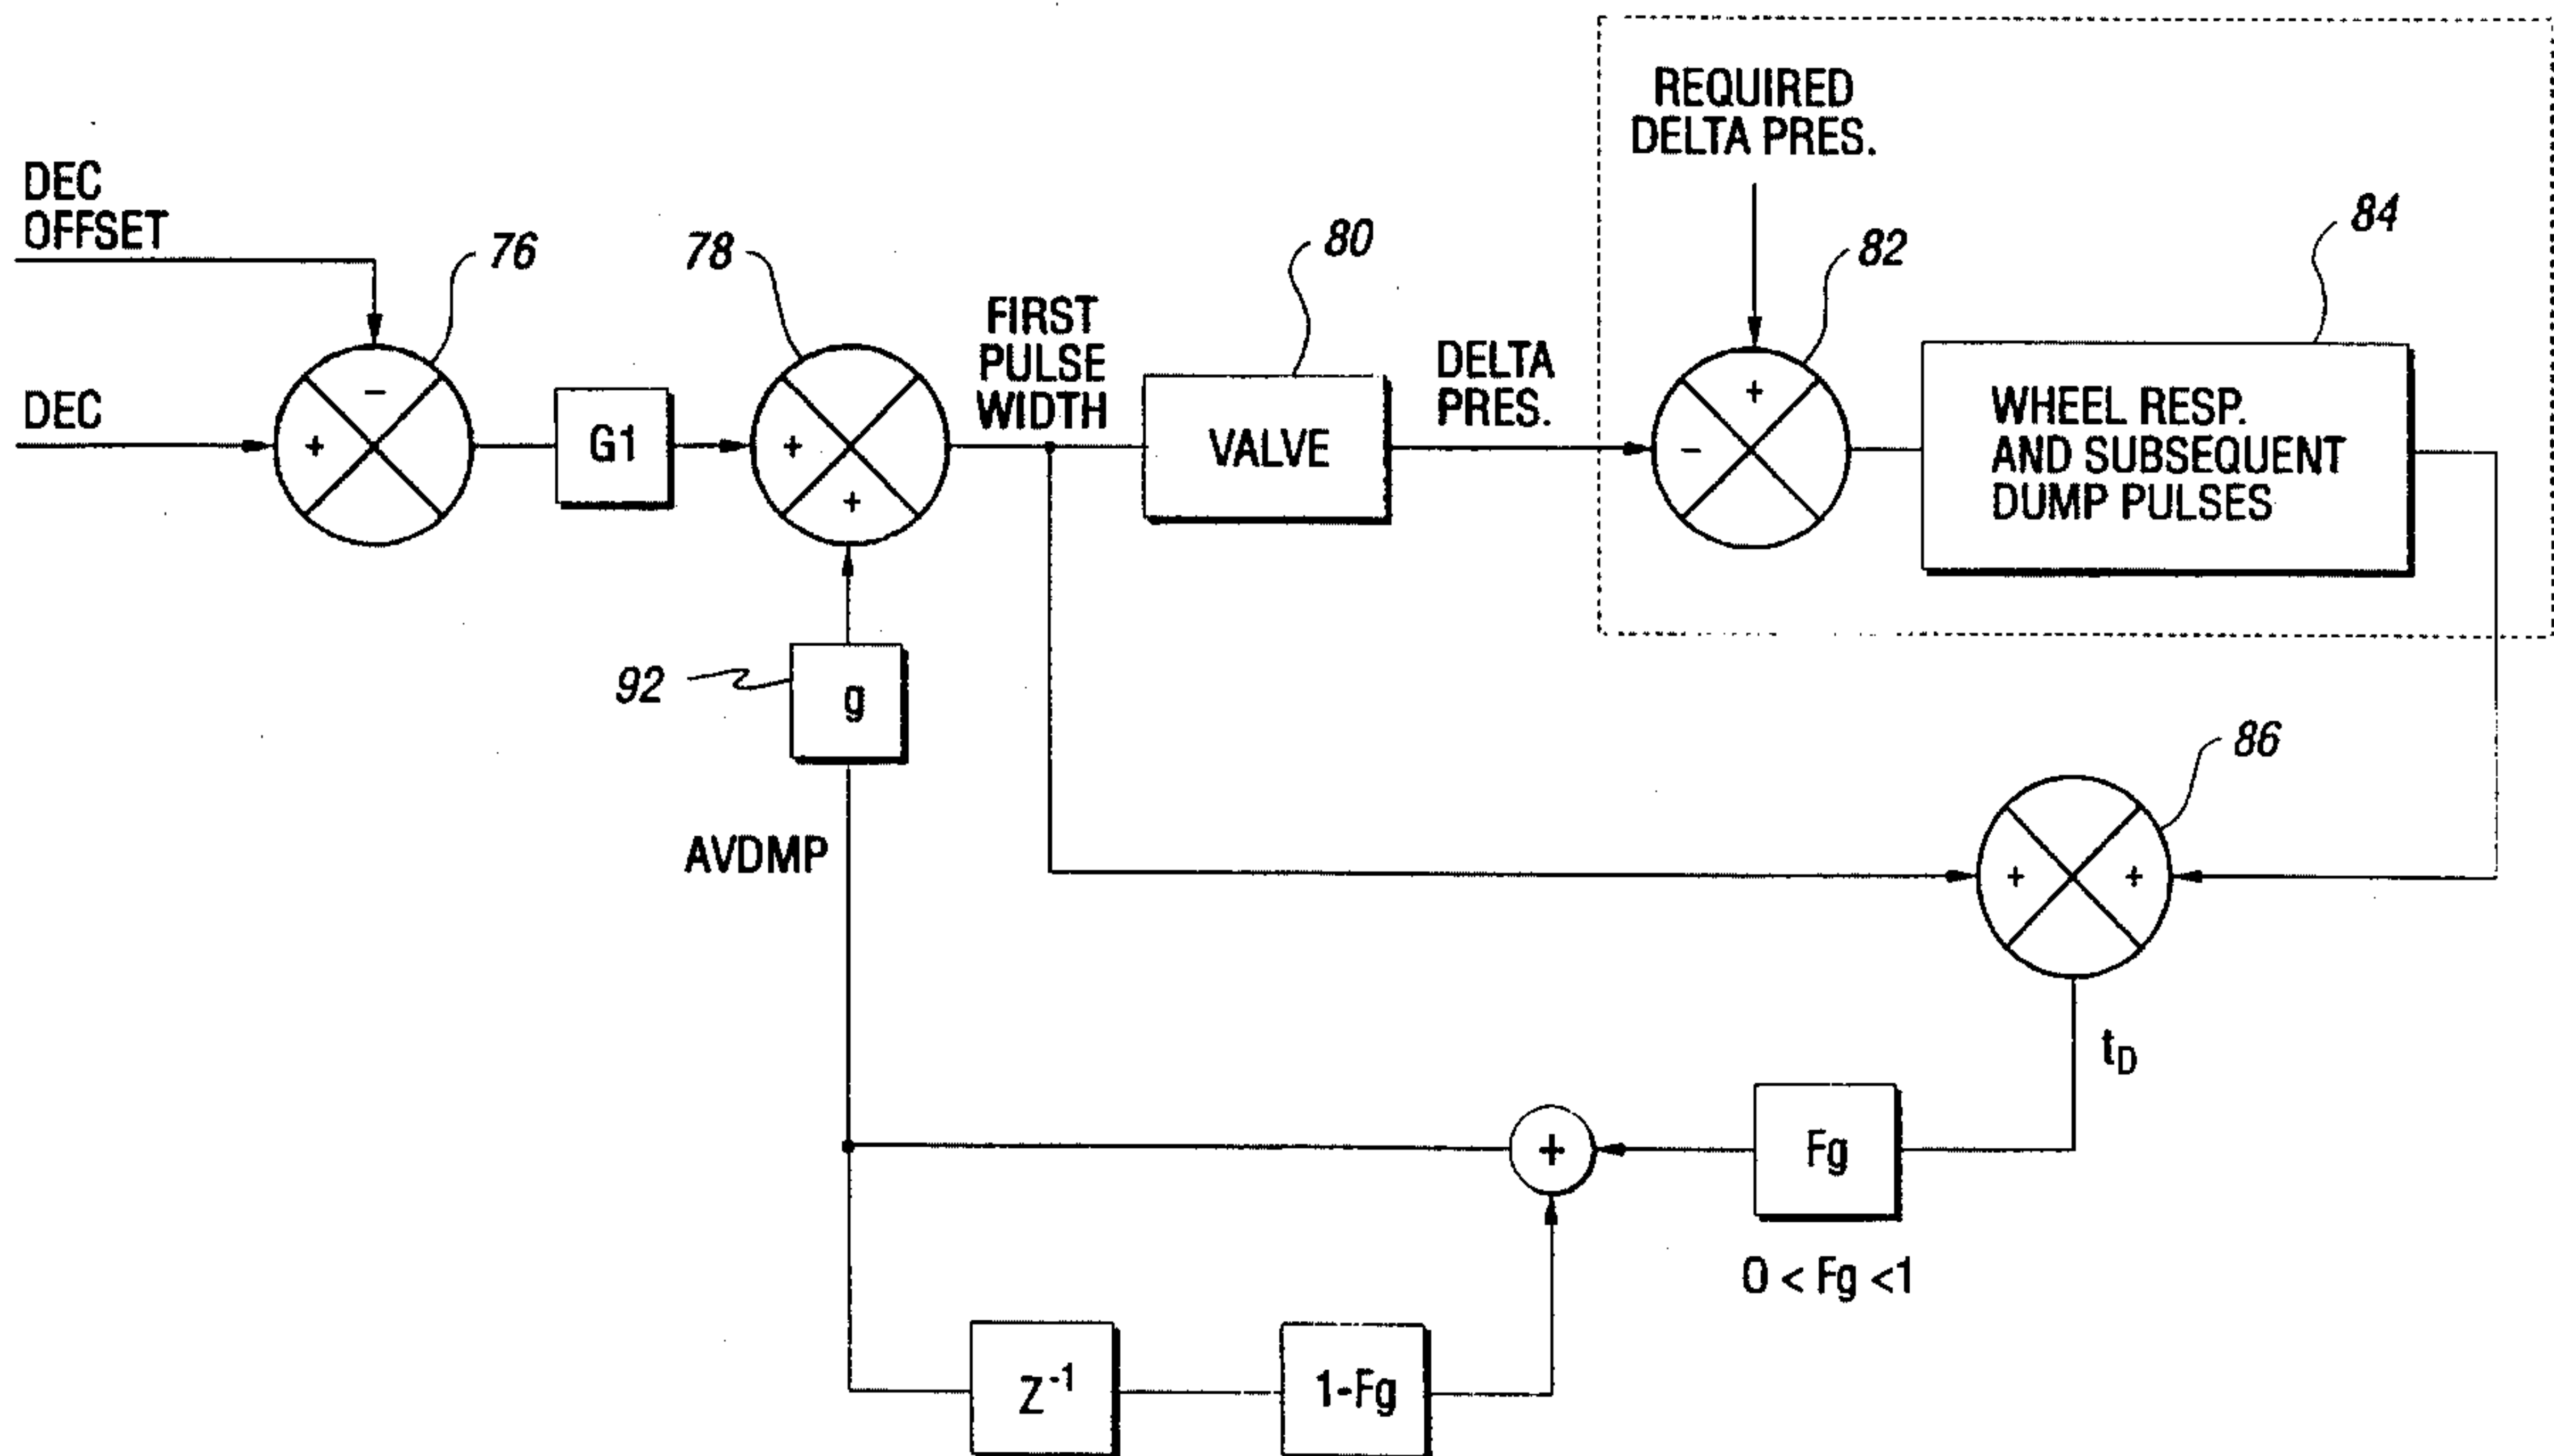 REQUIRED
DELTA PRES.
DEC
OFFSET
76
78
80
82
84
DEC
+
-
G1
+
+
FIRST
PULSE
WIDTH
VALVE
DELTA
PRES.
-
+
WHEEL RESP.
AND SUBSEQUENT
DUMP PULSES
92
g
86
AVDMP
+
+
tD
+
Fg
0 < Fg <1
Z-1
1-Fg